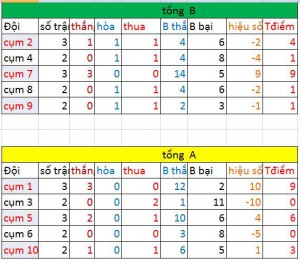 tổng B
Đội số trậ thắn hòa thua B thắ B bại hiệu số Tđiểm
cụm 2 3 1 1 1 4 6 -2 4
cụm 4 2 0 1 1 4 8 -4 1
cụm 7 3 3 0 0 14 5 9 9
cụm 8 2 0 1 1 4 6 -2 1
cụm 9 2 0 1 1 2 3 -1 1
tổng A
Đội số trậ thắn hòa thua B thắ B bại hiệu số Tđiểm
cụm 1 3 3 0 0 12 2 10 9
cụm 3 2 0 0 2 1 11 -10 0
cụm 5 3 2 0 1 10 6 4 6
cụm 6 2 0 0 2 3 8 -5 0
cụm 10 2 1 0 1 6 5 1 3